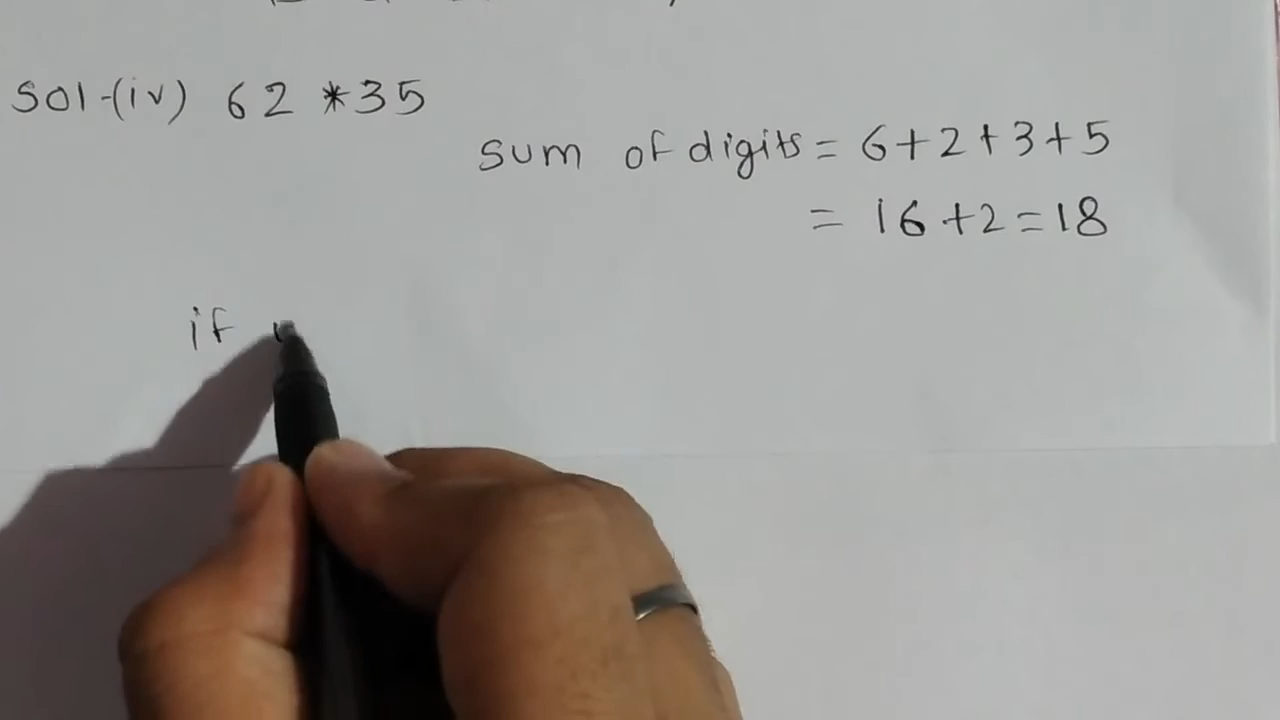 Sol-(iv) 62 *35
sum of digits = 6+2+3+5
= 16+2=18
if